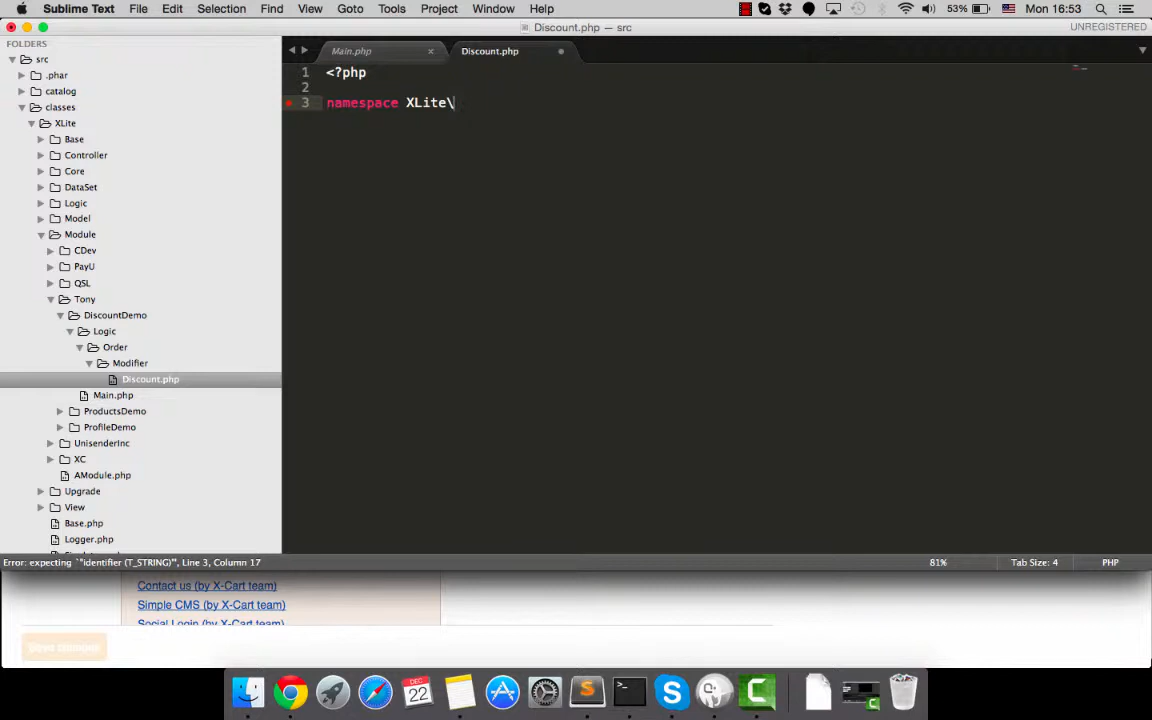 Sublime Text File Edit Selection Find View Goto Tools Project Window Help 53% Mon 16:53
Discount.php — src UNREGISTERED
FOLDERS
src
.phar
catalog
classes
XLite
Base
Controller
Core
DataSet
Logic
Model
Module
CDev
PayU
QSL
Tony
DiscountDemo
Logic
Order
Modifier
Discount.php
Main.php
ProductsDemo
ProfileDemo
UnisenderInc
XC
AModule.php
Upgrade
View
Base.php
Logger.php
Main.php × Discount.php
1 <?php
2
3 namespace XLite\
Error: expecting `"identifier (T_STRING)"', Line 3, Column 17 81% Tab Size: 4 PHP
Contact us (by X-Cart team)
Simple CMS (by X-Cart team)
Social Login (by X-Cart team)
Save changes
DEC
22